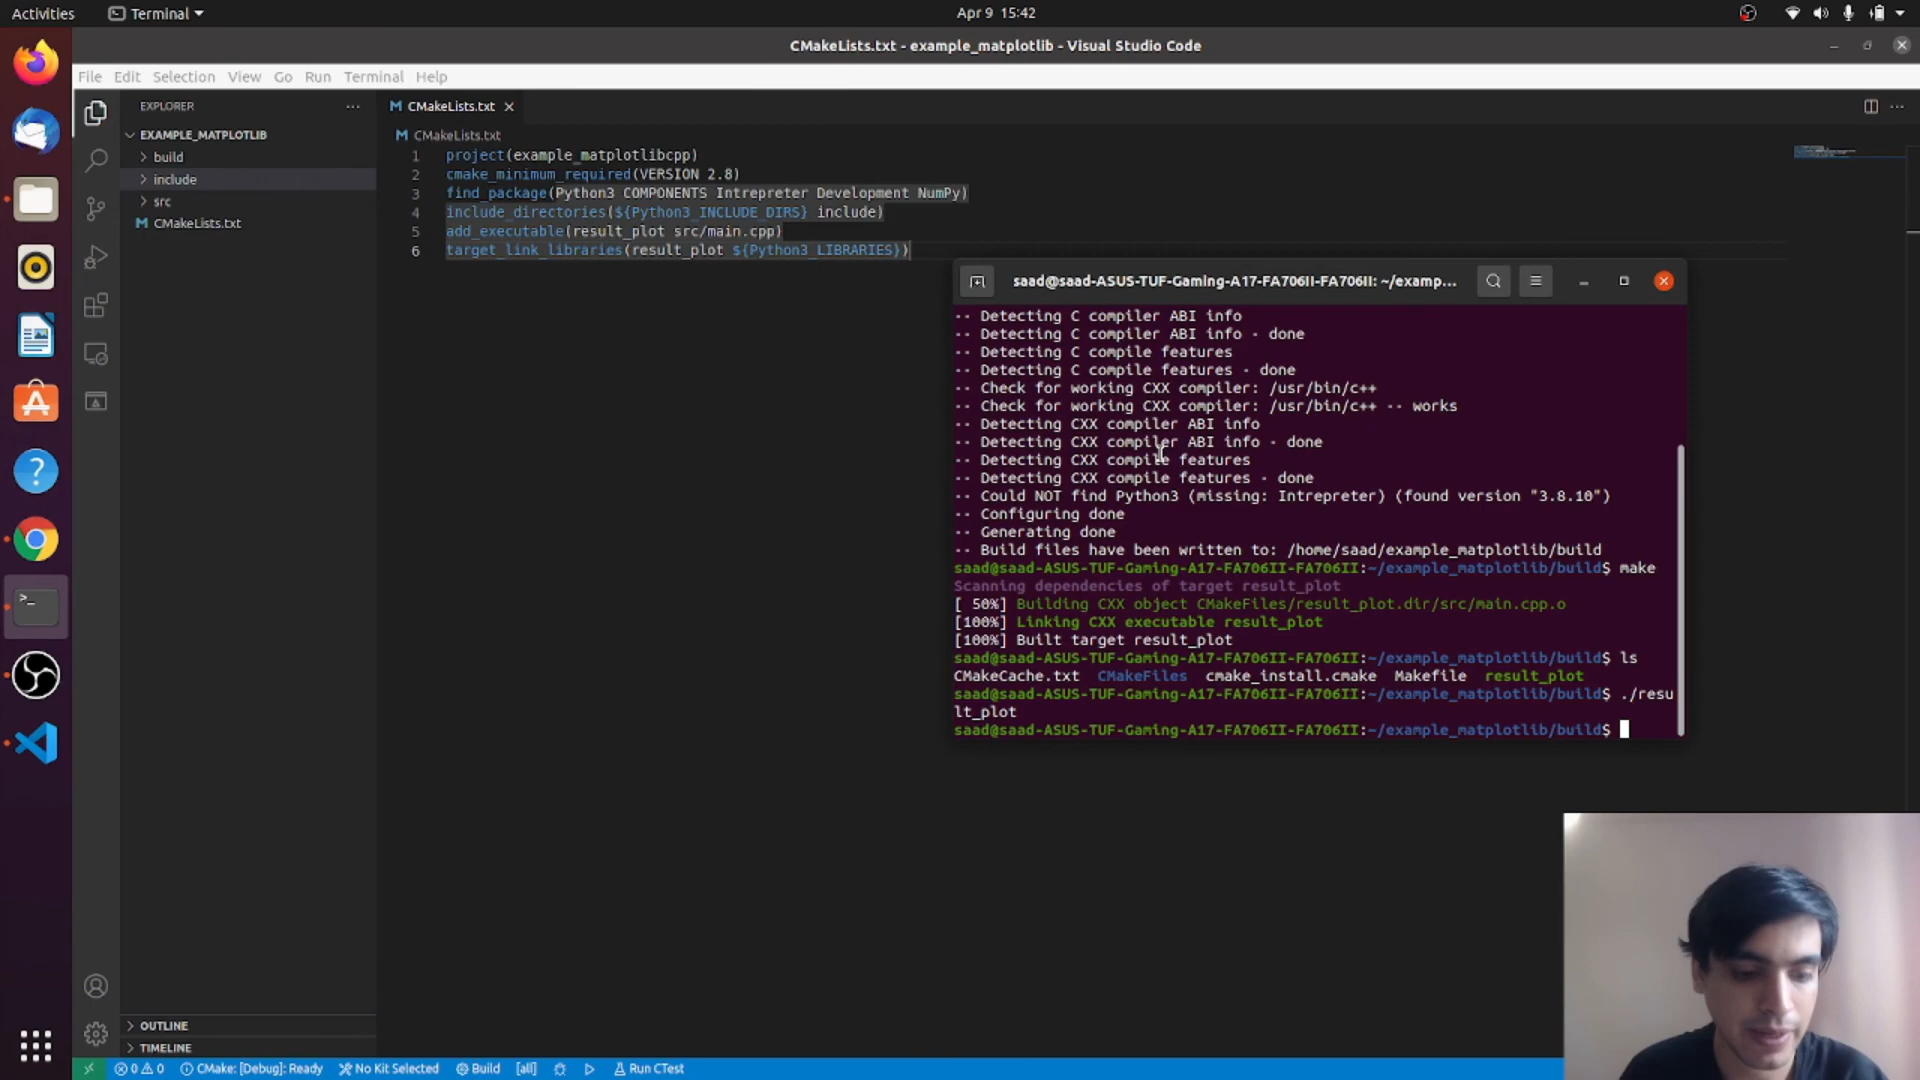 Activities
Terminal
Apr 9 15:42
CMakeLists.txt - example_matplotlib - Visual Studio Code
File Edit Selection View Go Run Terminal Help
EXPLORER
EXAMPLE_MATPLOTLIB
build
include
src
CMakeLists.txt
OUTLINE
TIMELINE
CMakeLists.txt
CMakeLists.txt
1 project(example_matplotlibcpp)
2 cmake_minimum_required(VERSION 2.8)
3 find_package(Python3 COMPONENTS Intrepreter Development NumPy)
4 include_directories(${Python3_INCLUDE_DIRS} include)
5 add_executable(result_plot src/main.cpp)
6 target_link_libraries(result_plot ${Python3_LIBRARIES})
saad@saad-ASUS-TUF-Gaming-A17-FA706II-FA706II: ~/examp...
-- Detecting C compiler ABI info
-- Detecting C compiler ABI info - done
-- Detecting C compile features
-- Detecting C compile features - done
-- Check for working CXX compiler: /usr/bin/c++
-- Check for working CXX compiler: /usr/bin/c++ -- works
-- Detecting CXX compiler ABI info
-- Detecting CXX compiler ABI info - done
-- Detecting CXX compile features
-- Detecting CXX compile features - done
-- Could NOT find Python3 (missing: Intrepreter) (found version "3.8.10")
-- Configuring done
-- Generating done
-- Build files have been written to: /home/saad/example_matplotlib/build
saad@saad-ASUS-TUF-Gaming-A17-FA706II-FA706II:~/example_matplotlib/build$ make
Scanning dependencies of target result_plot
[ 50%] Building CXX object CMakeFiles/result_plot.dir/src/main.cpp.o
[100%] Linking CXX executable result_plot
[100%] Built target result_plot
saad@saad-ASUS-TUF-Gaming-A17-FA706II-FA706II:~/example_matplotlib/build$ ls
CMakeCache.txt CMakeFiles cmake_install.cmake Makefile result_plot
saad@saad-ASUS-TUF-Gaming-A17-FA706II-FA706II:~/example_matplotlib/build$ ./resu
lt_plot
saad@saad-ASUS-TUF-Gaming-A17-FA706II-FA706II:~/example_matplotlib/build$
0 0 CMake: [Debug]: Ready No Kit Selected Build [all] Run CTest